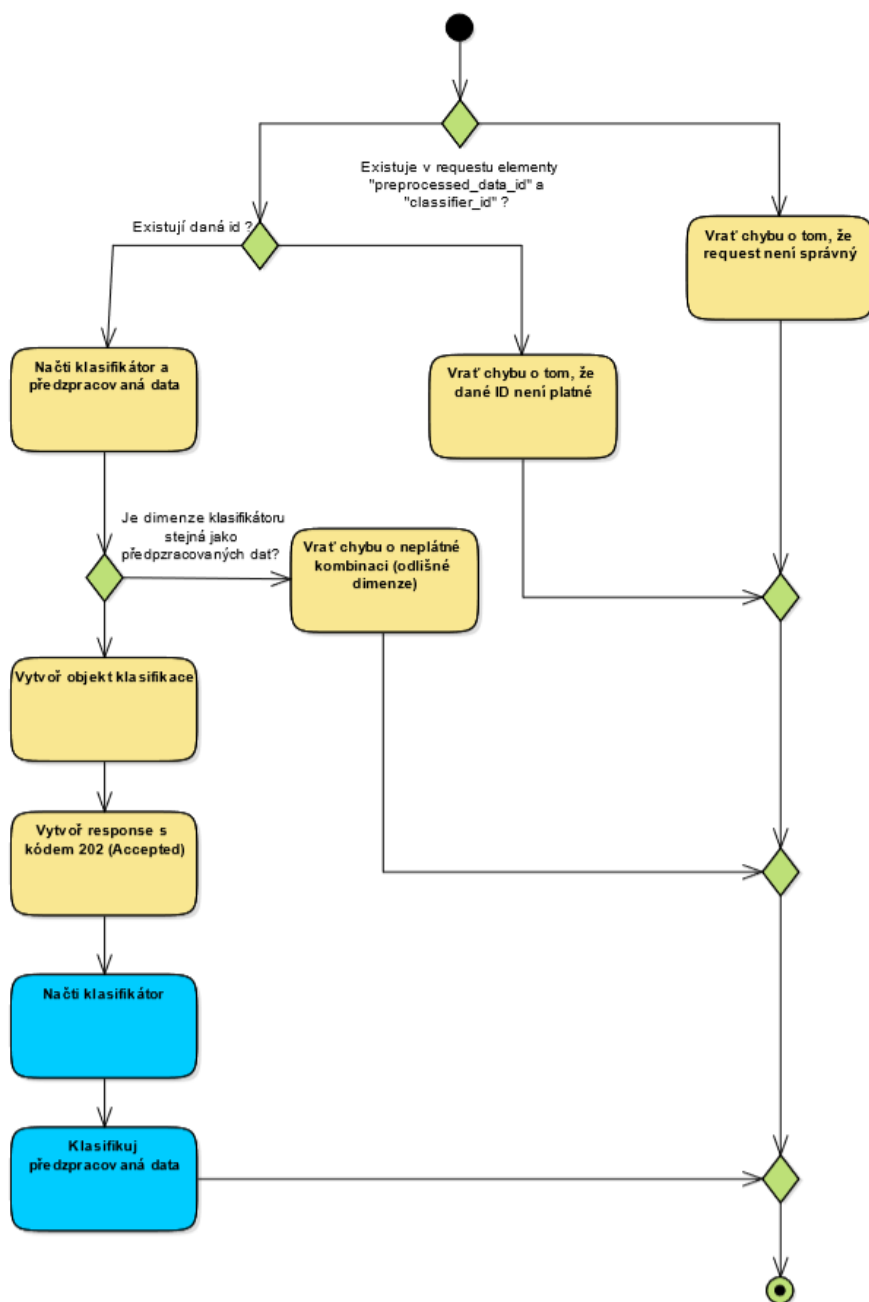 Existuje v requestu elementy
"preprocessed_data_id" a
"classifier_id" ?
Existují daná id ?
Vrať chybu o tom, že
request není správný
Načti klasifikátor a
předzpracovaná data
Vrať chybu o tom, že
dané ID není platné
Je dimenze klasifikátoru
stejná jako
předpzracovaných dat?
Vrať chybu o neplátné
kombinaci (odlišné
dimenze)
Vytvoř objekt klasifikace
Vytvoř response s
kódem 202 (Accepted)
Načti klasifikátor
Klasifikuj
předzpracovaná data